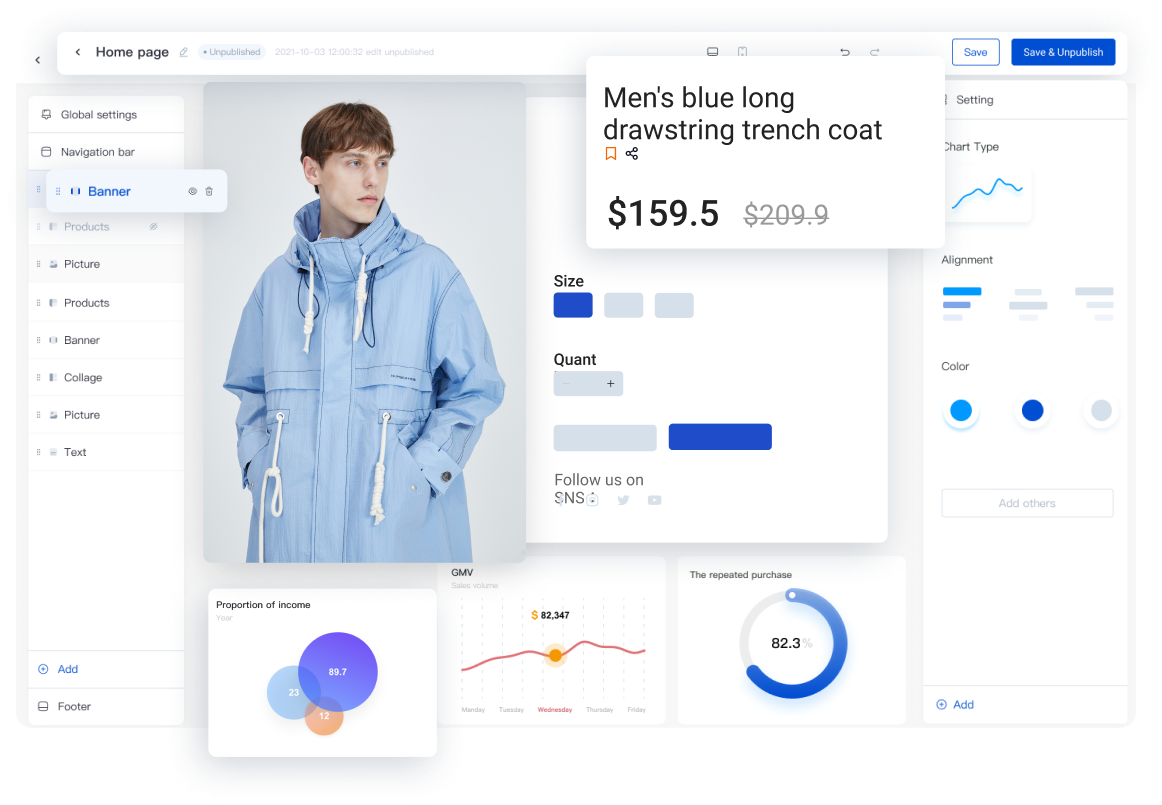 Home page
Unpublished
2021-10-03 12:00:32 edit unpublished
Save
Save & Unpublish
Global settings
Navigation bar
Banner
Products
Picture
Products
Banner
Collage
Picture
Text
Add
Footer
Men's blue long
drawstring trench coat
$159.5
$209.9
Size
Quant
Follow us on
SNS
Setting
Chart Type
Alignment
Color
Add others
Add
Proportion of income
Year
89.7
23
12
GMV
Sales volume
$ 82,347
Manday
Tuesday
Wednesday
Thursday
Friday
The repeated purchase
82.3%